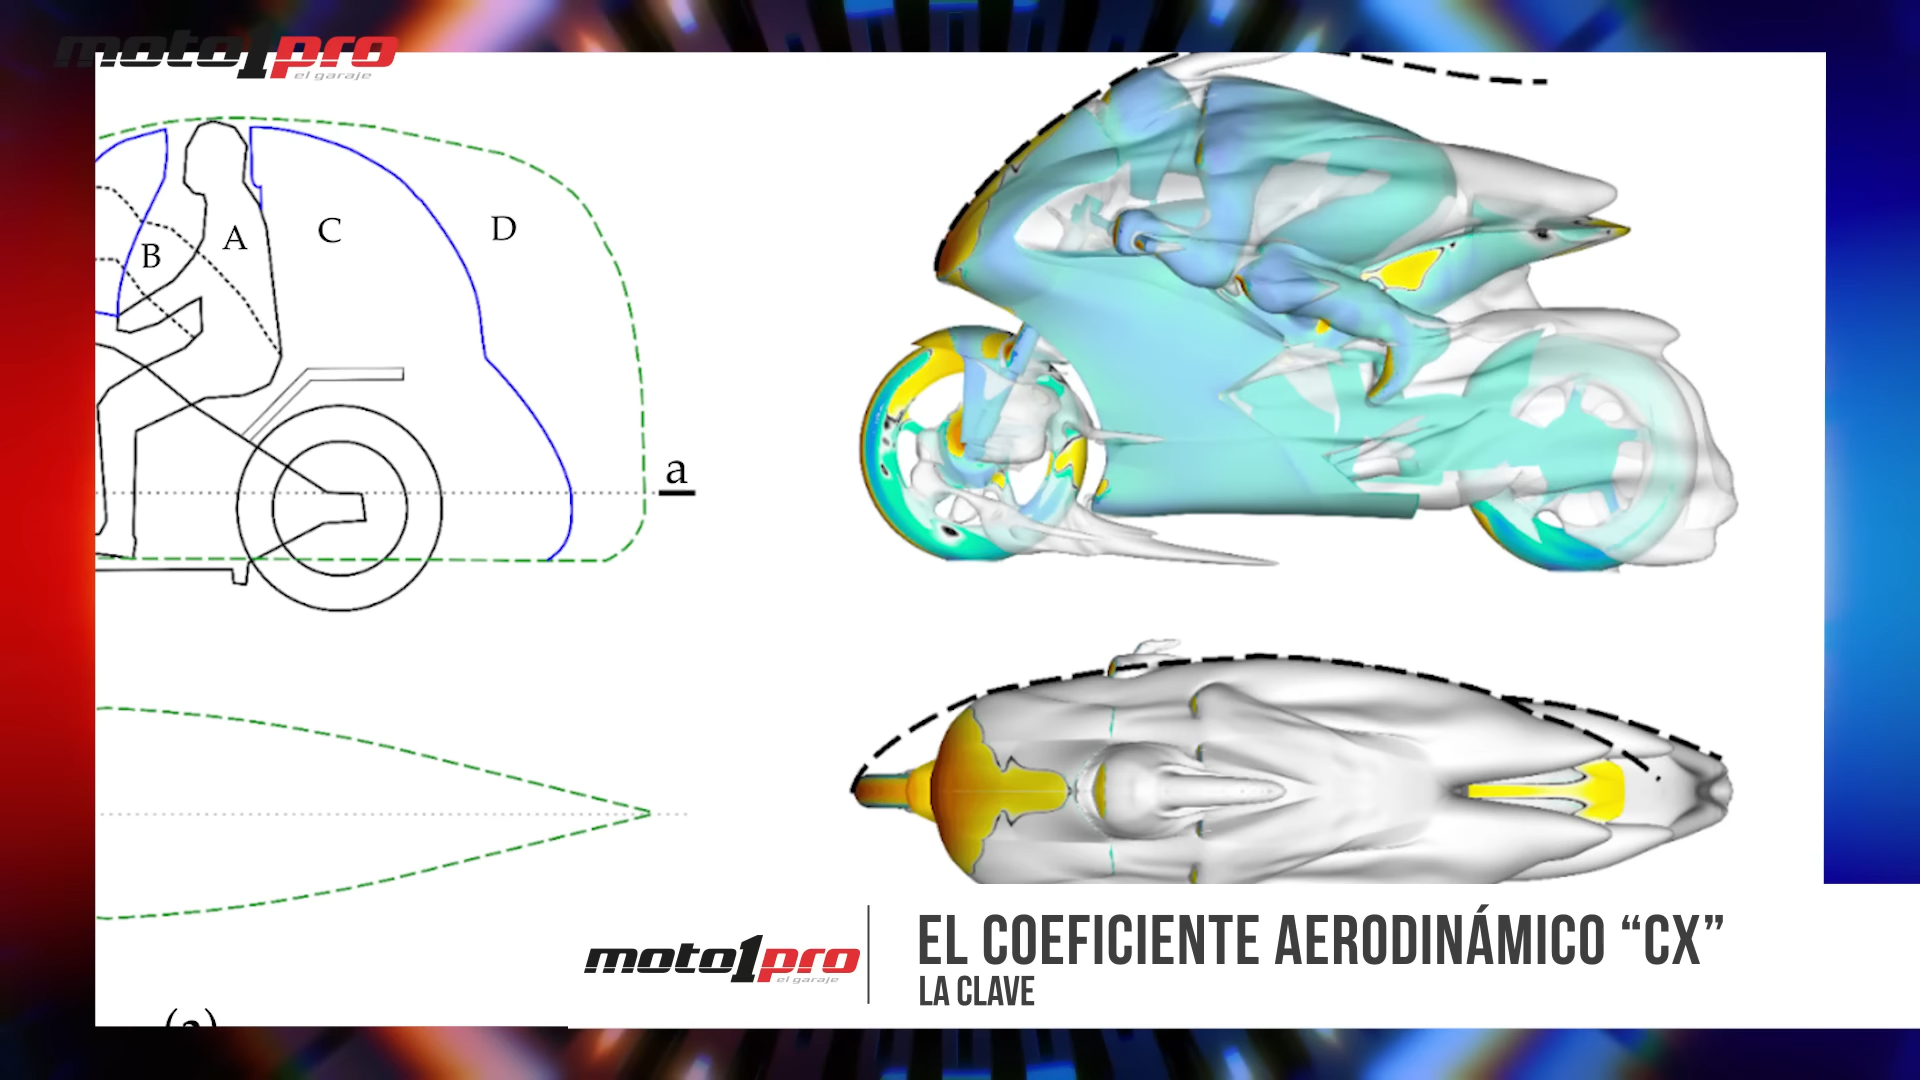 moto1pro
el garaje
B
A
C
D
a
(a)
moto1pro
el garaje
EL COEFICIENTE AERODINÁMICO “CX”
LA CLAVE